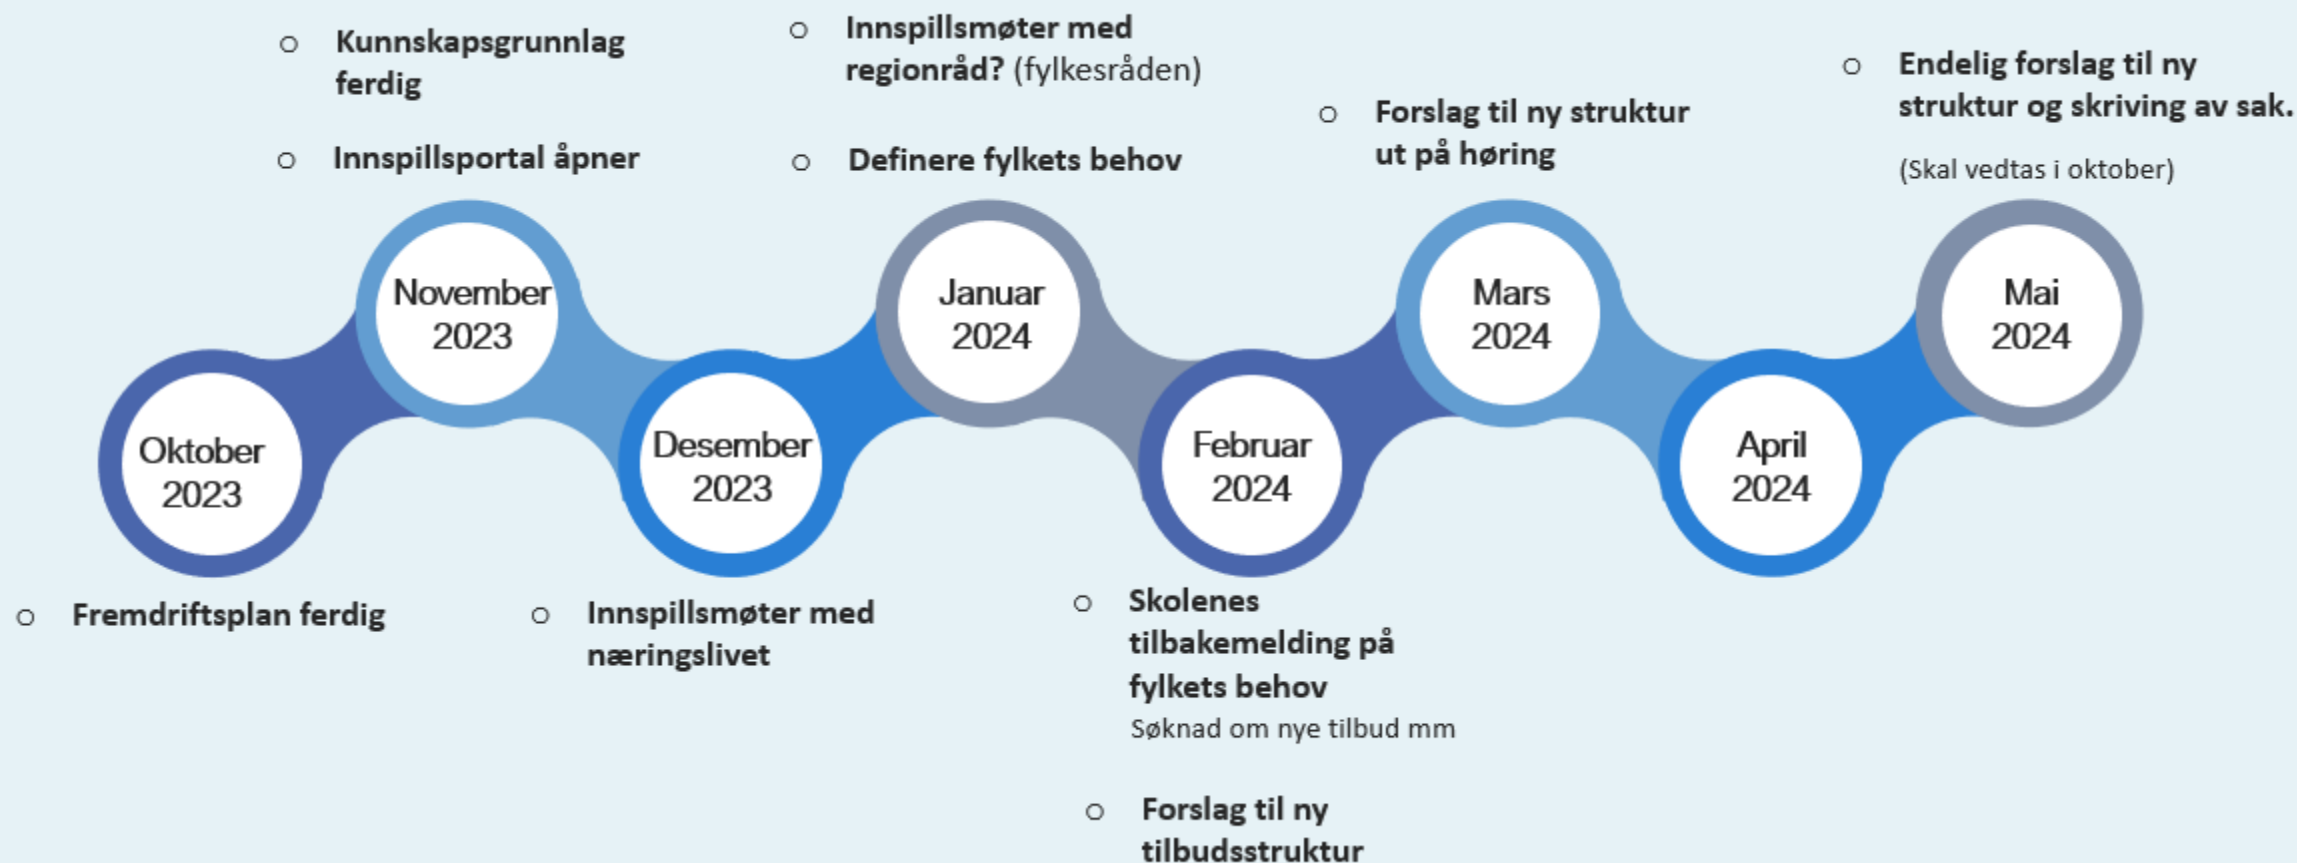 Kunnskapsgrunnlag
ferdig
Innspillsportal åpner
Innspillsmøter med
regionråd? (fylkesråden)
Definere fylkets behov
Forslag til ny struktur
ut på høring
Endelig forslag til ny
struktur og skriving av sak.
(Skal vedtas i oktober)
Oktober
2023
November
2023
Desember
2023
Januar
2024
Februar
2024
Mars
2024
April
2024
Mai
2024
Fremdriftsplan ferdig
Innspillsmøter med
næringslivet
Skolenes
tilbakemelding på
fylkets behov
Søknad om nye tilbud mm
Forslag til ny
tilbudsstruktur